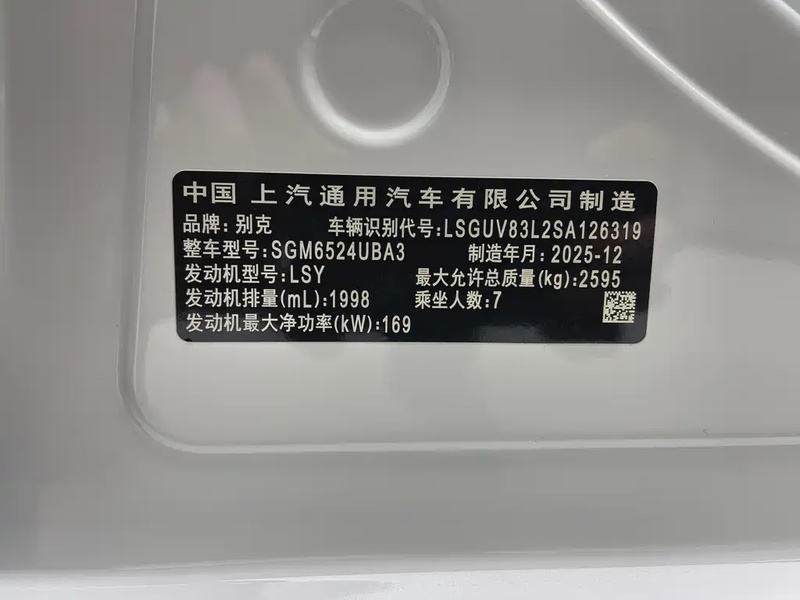 中国 上汽通用汽车有限公司制造
品牌: 别克 车辆识别代号:LSGUV83L2SA126319
整车型号:SGM6524UBA3 制造年月:2025-12
发动机型号:LSY 最大允许总质量(kg):2595
发动机排量(mL):1998 乘坐人数:7
发动机最大净功率(kW):169